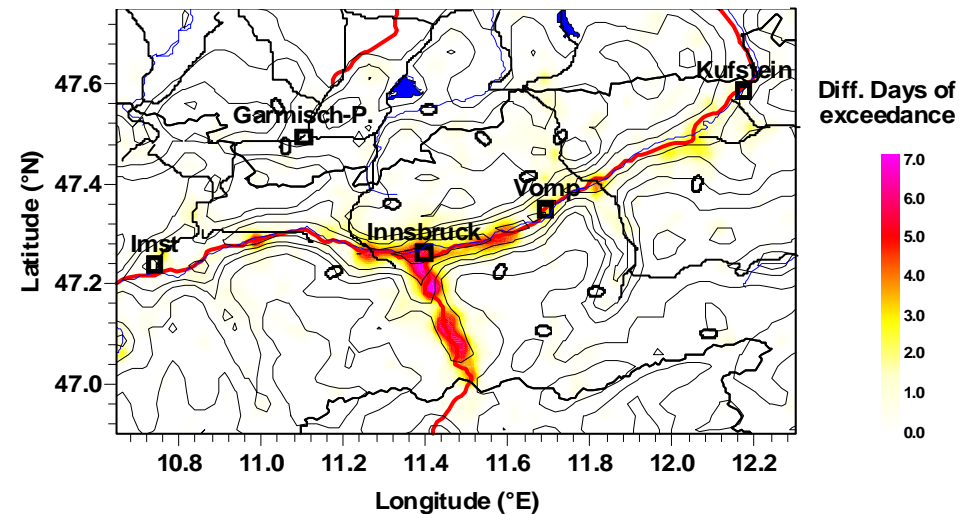 Kufstein
47.6
Garmisch-P.
Diff. Days of
exceedance
7.0
6.0
5.0
4.0
3.0
2.0
1.0
0.0
Latitude (°N)
47.4
Vomp
Innsbruck
Imst
47.2
47.0
10.8
11.0
11.2
11.4
11.6
11.8
12.0
12.2
Longitude (°E)